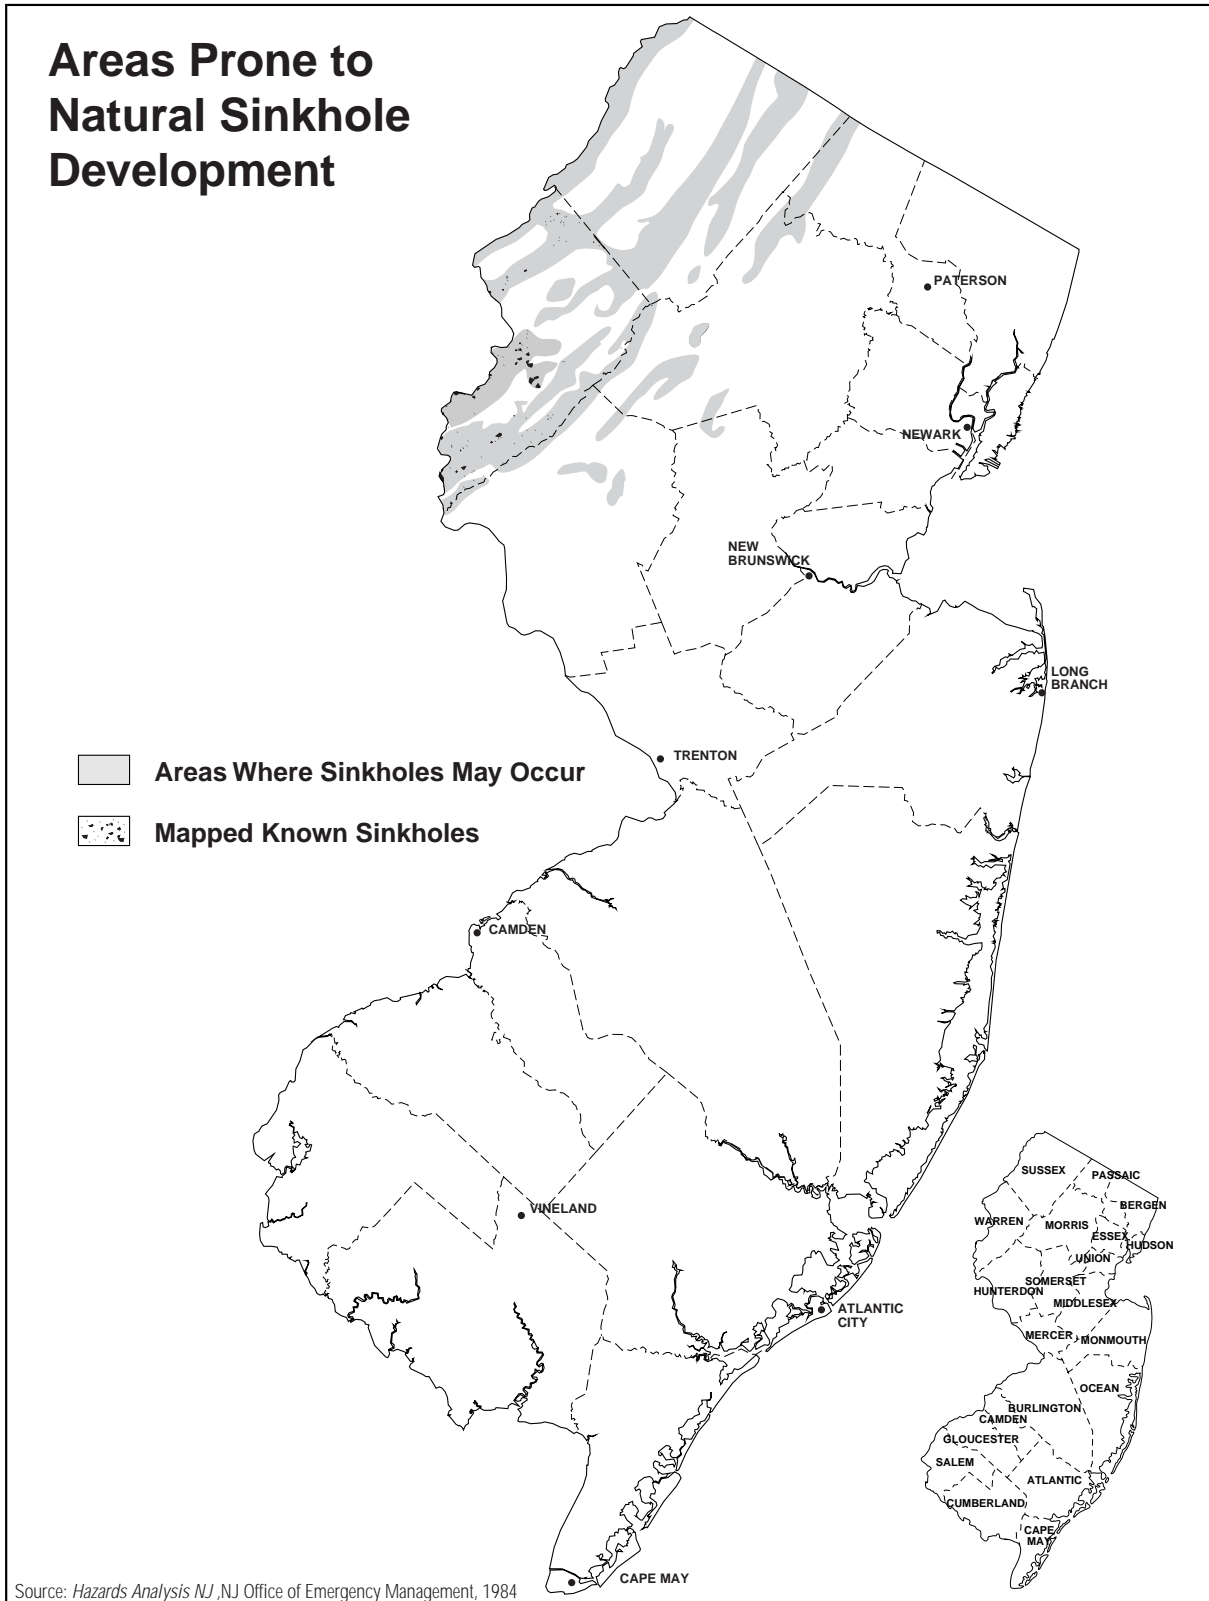 Areas Prone to
Natural Sinkhole
Development
PATERSON
NEWARK
NEW
BRUNSWICK
LONG
BRANCH
TRENTON
Areas Where Sinkholes May Occur
Mapped Known Sinkholes
CAMDEN
VINELAND
ATLANTIC
CITY
CAPE MAY
SUSSEX
PASSAIC
BERGEN
WARREN
MORRIS
ESSEX
HUDSON
UNION
SOMERSET
HUNTERDON
MIDDLESEX
MERCER
MONMOUTH
OCEAN
BURLINGTON
CAMDEN
GLOUCESTER
SALEM
ATLANTIC
CUMBERLAND
CAPE
MAY
Source: Hazards Analysis NJ ,NJ Office of Emergency Management, 1984